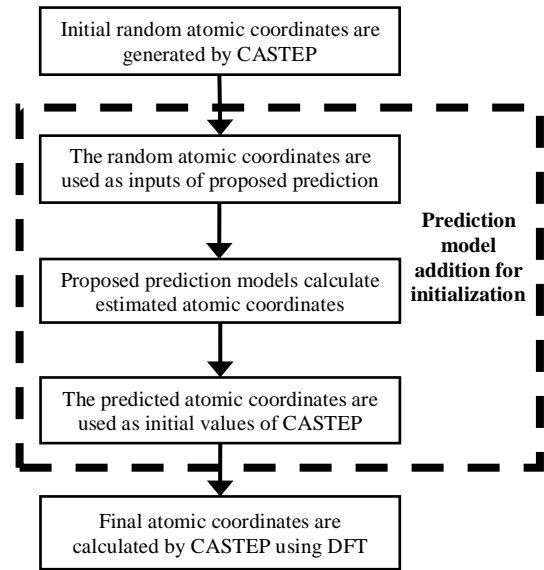 Initial random atomic coordinates are
generated by CASTEP
The random atomic coordinates are
used as inputs of proposed prediction
Prediction
model
addition for
initialization
Proposed prediction models calculate
estimated atomic coordinates
The predicted atomic coordinates are
used as initial values of CASTEP
Final atomic coordinates are
calculated by CASTEP using DFT